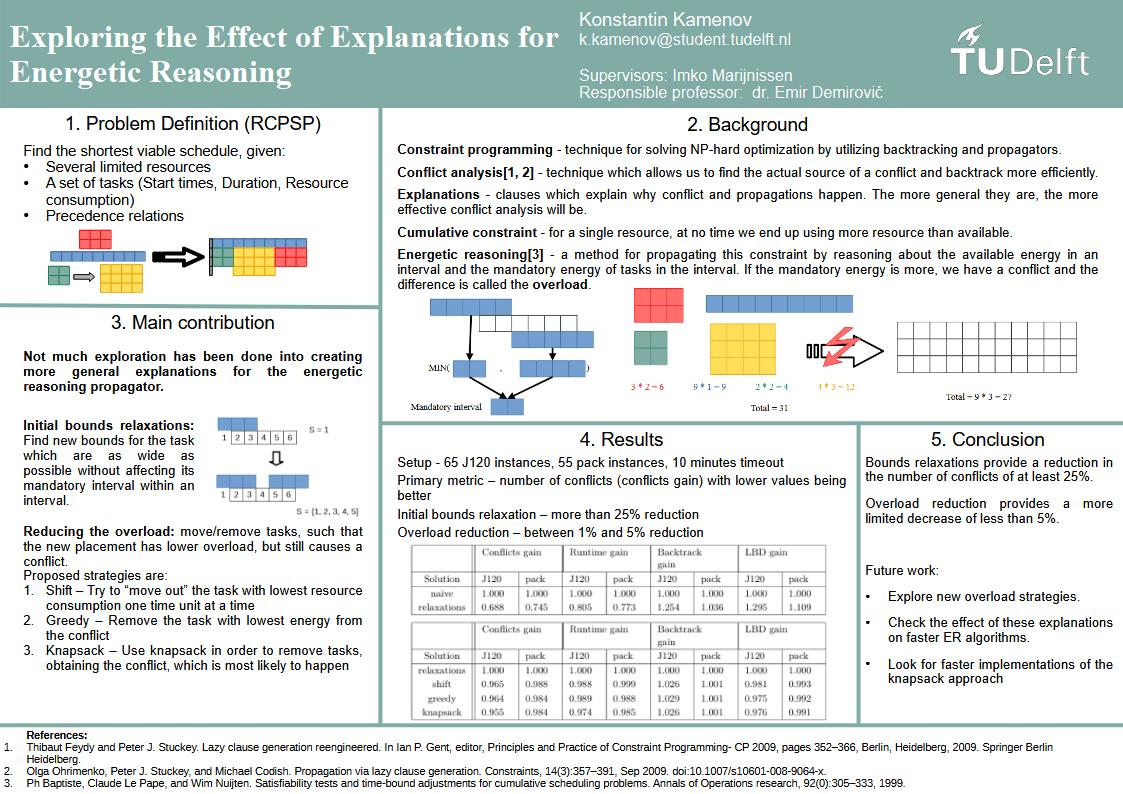 Exploring the Effect of Explanations for
Energetic Reasoning
Konstantin Kamenov
k.kamenov@student.tudelft.nl
Supervisors: Imko Marijnissen
Responsible professor: dr. Emir Demirović
TU Delft
1. Problem Definition (RCPSP)
Find the shortest viable schedule, given:
• Several limited resources
• A set of tasks (Start times, Duration, Resource
consumption)
• Precedence relations
2. Background
Constraint programming - technique for solving NP-hard optimization by utilizing backtracking and propagators.
Conflict analysis[1, 2] - technique which allows us to find the actual source of a conflict and backtrack more efficiently.
Explanations - clauses which explain why conflict and propagations happen. The more general they are, the more
effective conflict analysis will be.
Cumulative constraint - for a single resource, at no time we end up using more resource than available.
Energetic reasoning[3] - a method for propagating this constraint by reasoning about the available energy in an
interval and the mandatory energy of tasks in the interval. If the mandatory energy is more, we have a conflict and the
difference is called the overload.
MIN( , )
Mandatory interval
3 * 2 = 6 9 * 1 = 9 2 * 2 = 4 4 * 3 = 12
Total = 31
Total = 9 * 3 = 27
3. Main contribution
Not much exploration has been done into creating
more general explanations for the energetic
reasoning propagator.
Initial bounds relaxations:
Find new bounds for the task
which are as wide as
possible without affecting its
mandatory interval within an
interval.
1 2 3 4 5 6
S = 1
1 2 3 4 5 6
S = {1, 2, 3, 4, 5}
Reducing the overload: move/remove tasks, such that
the new placement has lower overload, but still causes a
conflict.
Proposed strategies are:
1. Shift – Try to “move out” the task with lowest resource
consumption one time unit at a time
2. Greedy – Remove the task with lowest energy from
the conflict
3. Knapsack – Use knapsack in order to remove tasks,
obtaining the conflict, which is most likely to happen
4. Results
Setup - 65 J120 instances, 55 pack instances, 10 minutes timeout
Primary metric – number of conflicts (conflicts gain) with lower values being
better
Initial bounds relaxation – more than 25% reduction
Overload reduction – between 1% and 5% reduction
Conflicts gain Runtime gain Backtrack gain LBD gain
Solution J120 pack J120 pack J120 pack J120 pack
naive 1.000 1.000 1.000 1.000 1.000 1.000 1.000 1.000
relaxations 0.688 0.745 0.805 0.773 1.254 1.036 1.295 1.109
Conflicts gain Runtime gain Backtrack gain LBD gain
Solution J120 pack J120 pack J120 pack J120 pack
relaxations 1.000 1.000 1.000 1.000 1.000 1.000 1.000 1.000
shift 0.965 0.988 0.988 0.999 1.026 1.001 0.981 0.993
greedy 0.964 0.984 0.989 0.988 1.029 1.001 0.975 0.992
knapsack 0.955 0.984 0.974 0.985 1.026 1.001 0.976 0.991
5. Conclusion
Bounds relaxations provide a reduction in
the number of conflicts of at least 25%.
Overload reduction provides a more
limited decrease of less than 5%.
Future work:
• Explore new overload strategies.
• Check the effect of these explanations
on faster ER algorithms.
• Look for faster implementations of the
knapsack approach
References:
1. Thibaut Feydy and Peter J. Stuckey. Lazy clause generation reengineered. In Ian P. Gent, editor, Principles and Practice of Constraint Programming- CP 2009, pages 352–366, Berlin, Heidelberg, 2009. Springer Berlin
Heidelberg.
2. Olga Ohrimenko, Peter J. Stuckey, and Michael Codish. Propagation via lazy clause generation. Constraints, 14(3):357–391, Sep 2009. doi:10.1007/s10601-008-9064-x.
3. Ph Baptiste, Claude Le Pape, and Wim Nuijten. Satisfiability tests and time-bound adjustments for cumulative scheduling problems. Annals of Operations research, 92(0):305–333, 1999.